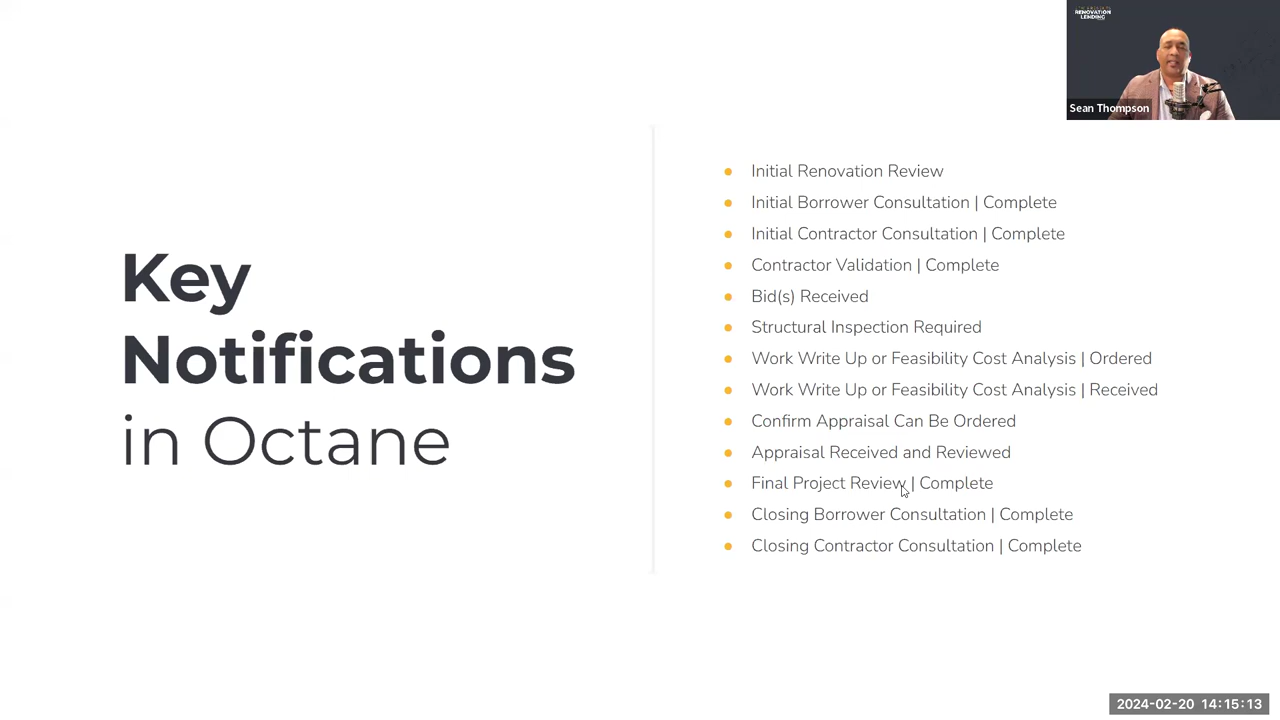 RENOVATION
LENDING
Sean Thompson
Key
Notifications
in Octane
Initial Renovation Review
Initial Borrower Consultation | Complete
Initial Contractor Consultation | Complete
Contractor Validation | Complete
Bid(s) Received
Structural Inspection Required
Work Write Up or Feasibility Cost Analysis | Ordered
Work Write Up or Feasibility Cost Analysis | Received
Confirm Appraisal Can Be Ordered
Appraisal Received and Reviewed
Final Project Review | Complete
Closing Borrower Consultation | Complete
Closing Contractor Consultation | Complete
2024-02-20 14:15:13